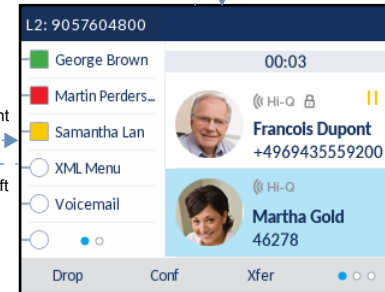 L2: 9057604800
George Brown
Martin Perders...
Samantha Lan
XML Menu
Voicemail
00:03
Hi-Q
Francois Dupont
+4969435559200
Hi-Q
Martha Gold
46278
Drop Conf Xfer